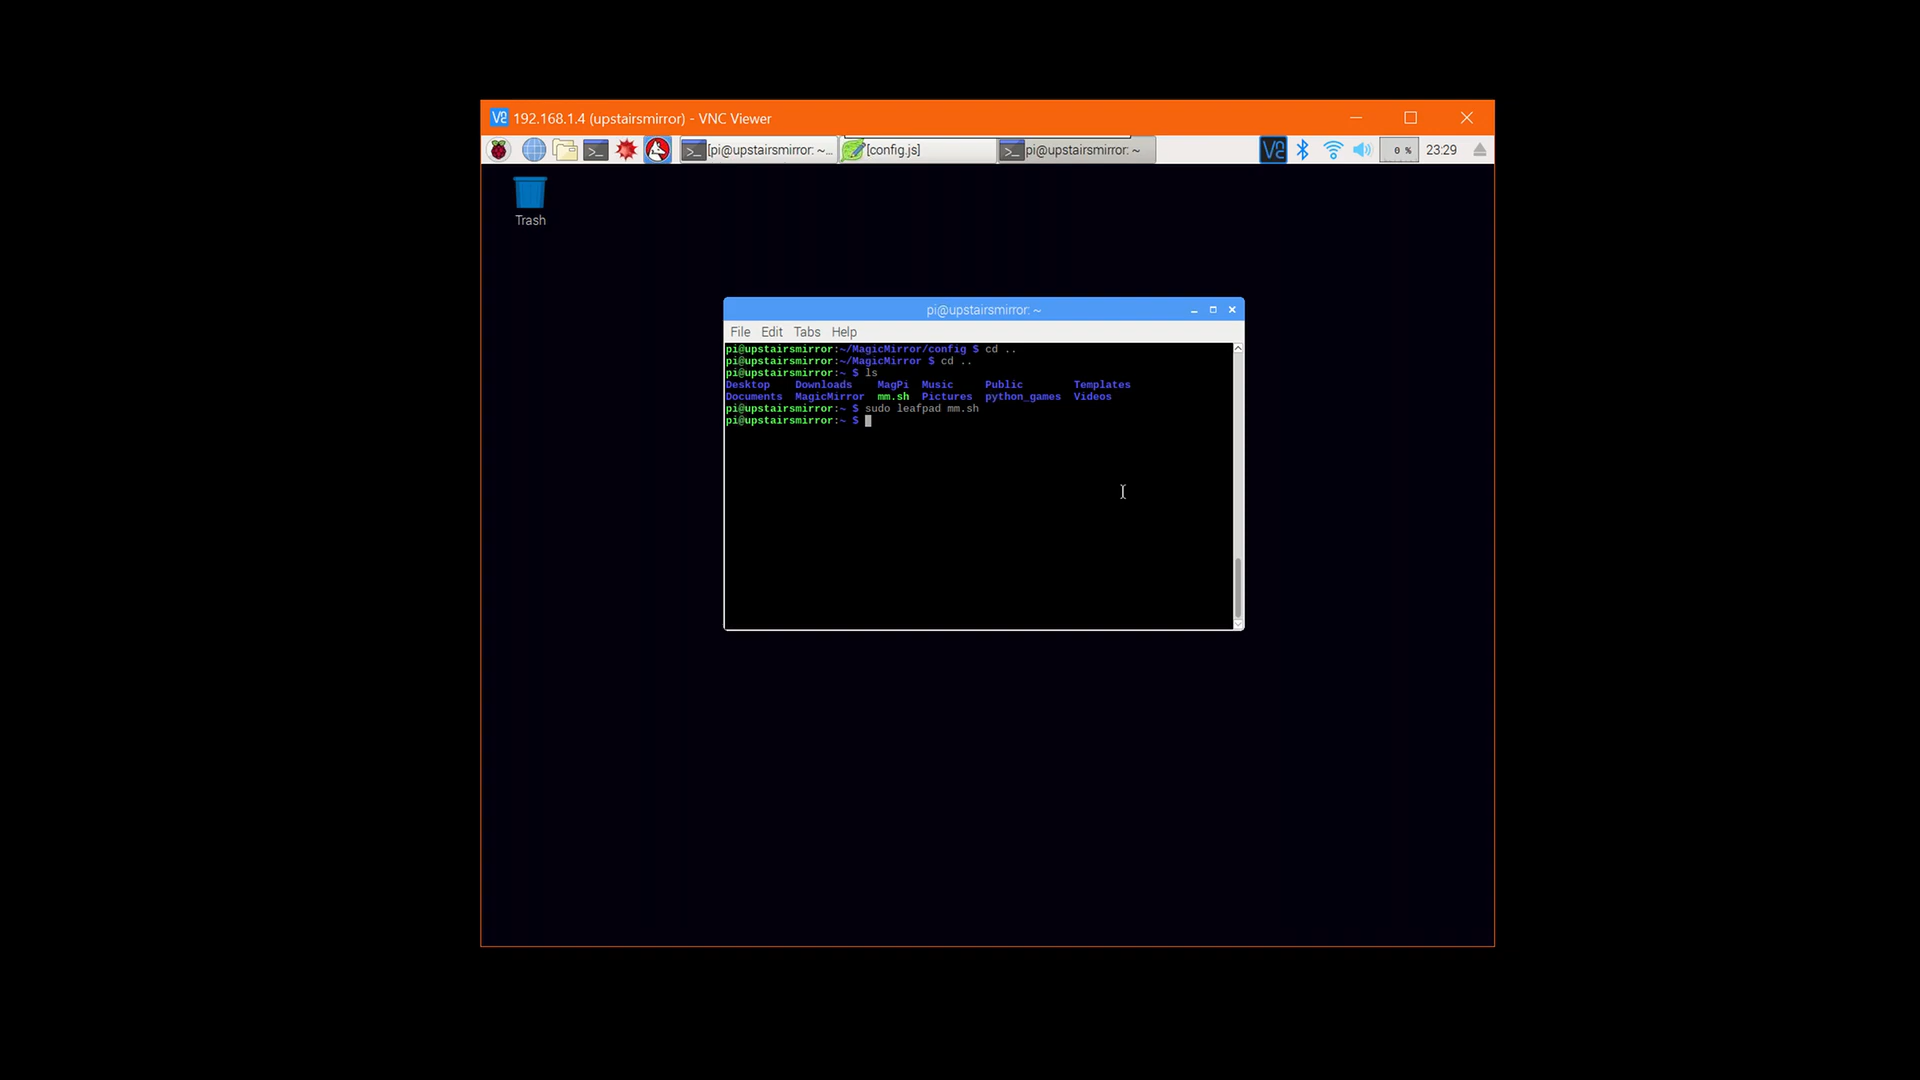 192.168.1.4 (upstairsmirror) - VNC Viewer
[pi@upstairsmirror: ~... [config.js] pi@upstairsmirror: ~ 0 % 23:29
Trash
pi@upstairsmirror: ~
File Edit Tabs Help
pi@upstairsmirror:~/MagicMirror/config $ cd ..
pi@upstairsmirror:~/MagicMirror $ cd ..
pi@upstairsmirror:~ $ ls
Desktop Downloads MagPi Music Public Templates
Documents MagicMirror mm.sh Pictures python_games Videos
pi@upstairsmirror:~ $ sudo leafpad mm.sh
pi@upstairsmirror:~ $